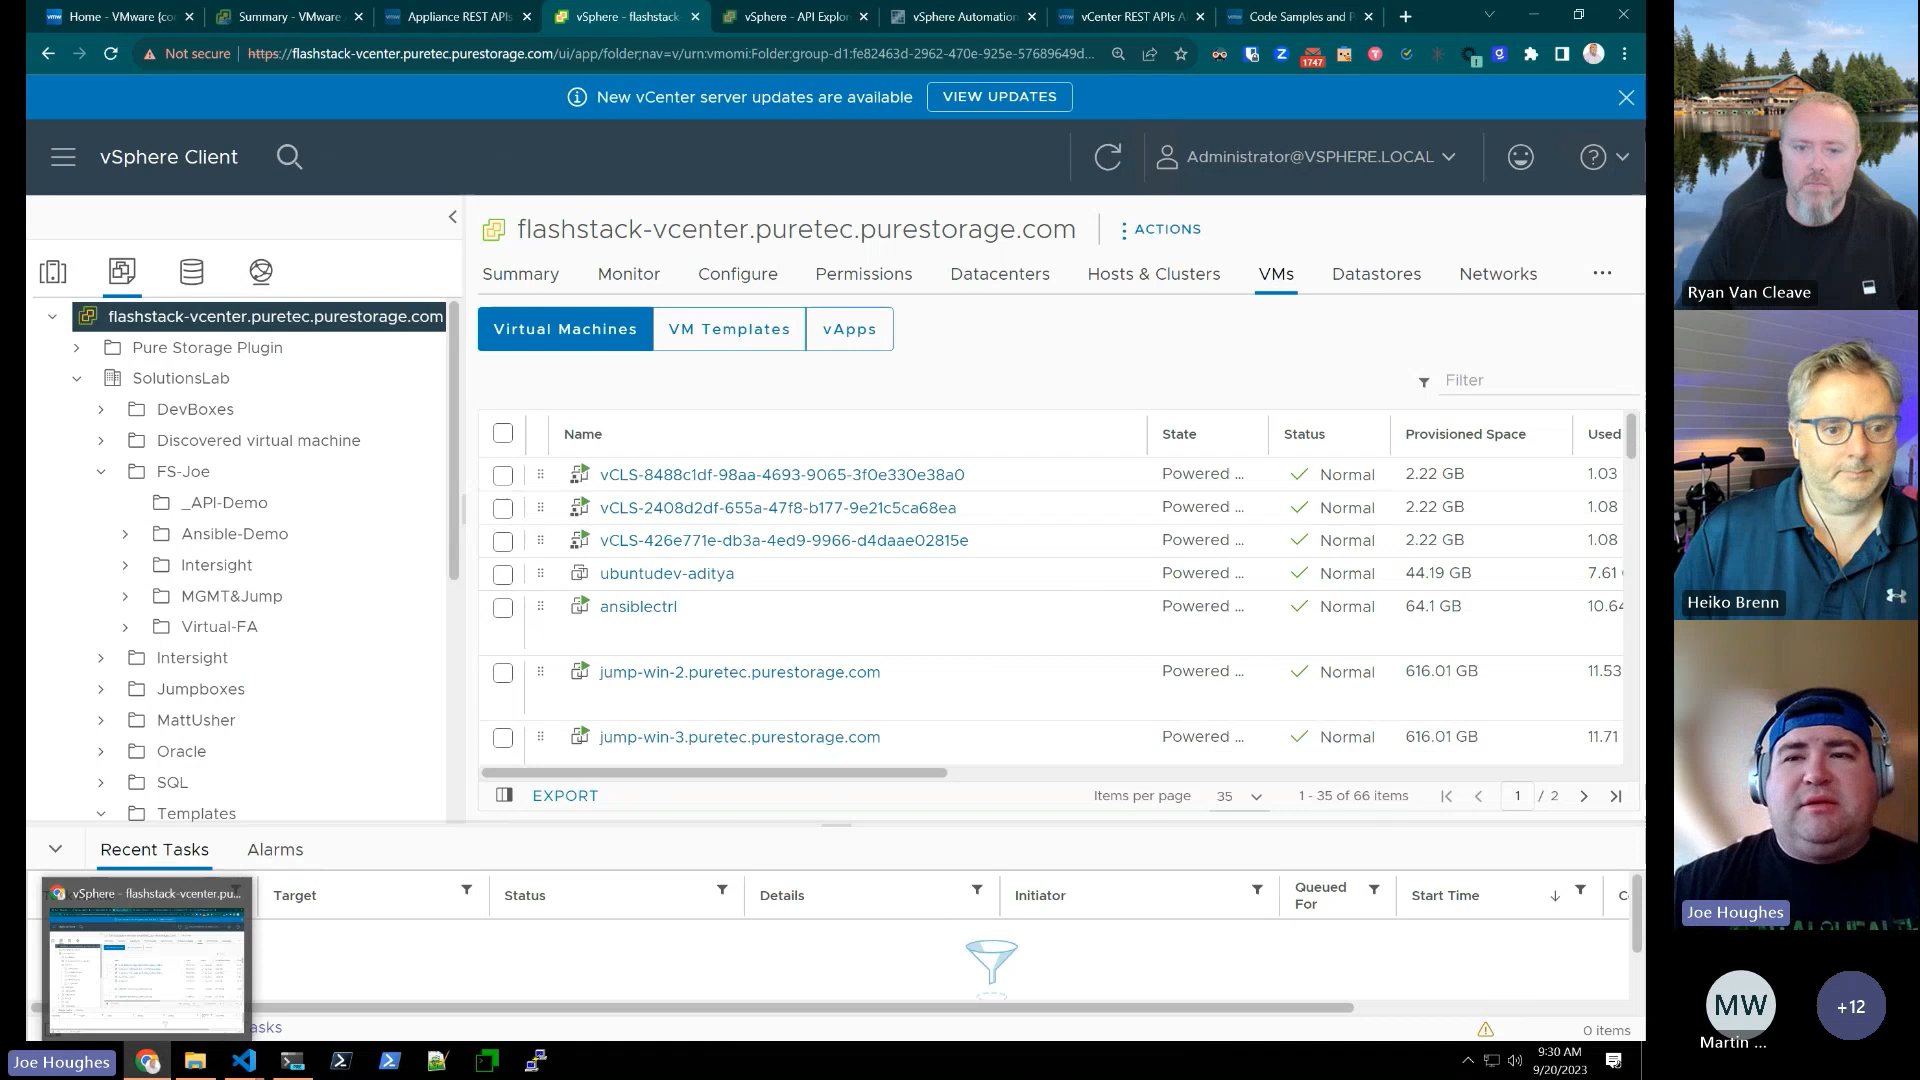 Home - VMware {co
Summary - VMware
Appliance REST APIs
vSphere - flashstack
vSphere - API Explor
vSphere Automation
vCenter REST APIs
Code Samples and
Not secure
https://flashstack-vcenter.puretec.purestorage.com/ui/app/folder;nav=v/urn:vmomi:Folder:group-d1:fe82463d-2962-470e-925e-57689649d...
1747
1
New vCenter server updates are available
VIEW UPDATES
vSphere Client
Administrator@VSPHERE.LOCAL
flashstack-vcenter.puretec.purestorage.com
ACTIONS
Summary
Monitor
Configure
Permissions
Datacenters
Hosts & Clusters
VMs
Datastores
Networks
flashstack-vcenter.puretec.purestorage.com
Pure Storage Plugin
SolutionsLab
DevBoxes
Discovered virtual machine
FS-Joe
_API-Demo
Ansible-Demo
Intersight
MGMT&Jump
Virtual-FA
Intersight
Jumpboxes
MattUsher
Oracle
SQL
Templates
Virtual Machines
VM Templates
vApps
Filter
Name State Status Provisioned Space Used
vCLS-8488c1df-98aa-4693-9065-3f0e330e38a0 Powered ... Normal 2.22 GB 1.03
vCLS-2408d2df-655a-47f8-b177-9e21c5ca68ea Powered ... Normal 2.22 GB 1.08
vCLS-426e771e-db3a-4ed9-9966-d4daae02815e Powered ... Normal 2.22 GB 1.08
ubuntudev-aditya Powered ... Normal 44.19 GB 7.61
ansiblectrl Powered ... Normal 64.1 GB 10.64
jump-win-2.puretec.purestorage.com Powered ... Normal 616.01 GB 11.53
jump-win-3.puretec.purestorage.com Powered ... Normal 616.01 GB 11.71
EXPORT
Items per page 35 1 - 35 of 66 items 1 / 2
Recent Tasks
Alarms
vSphere - flashstack-vcenter.pu...
Target Status Details Initiator Queued For Start Time
asks
0 items
Joe Houghes
9:30 AM
9/20/2023
Ryan Van Cleave
Heiko Brenn
Joe Houghes
MW
+12
Martin ...